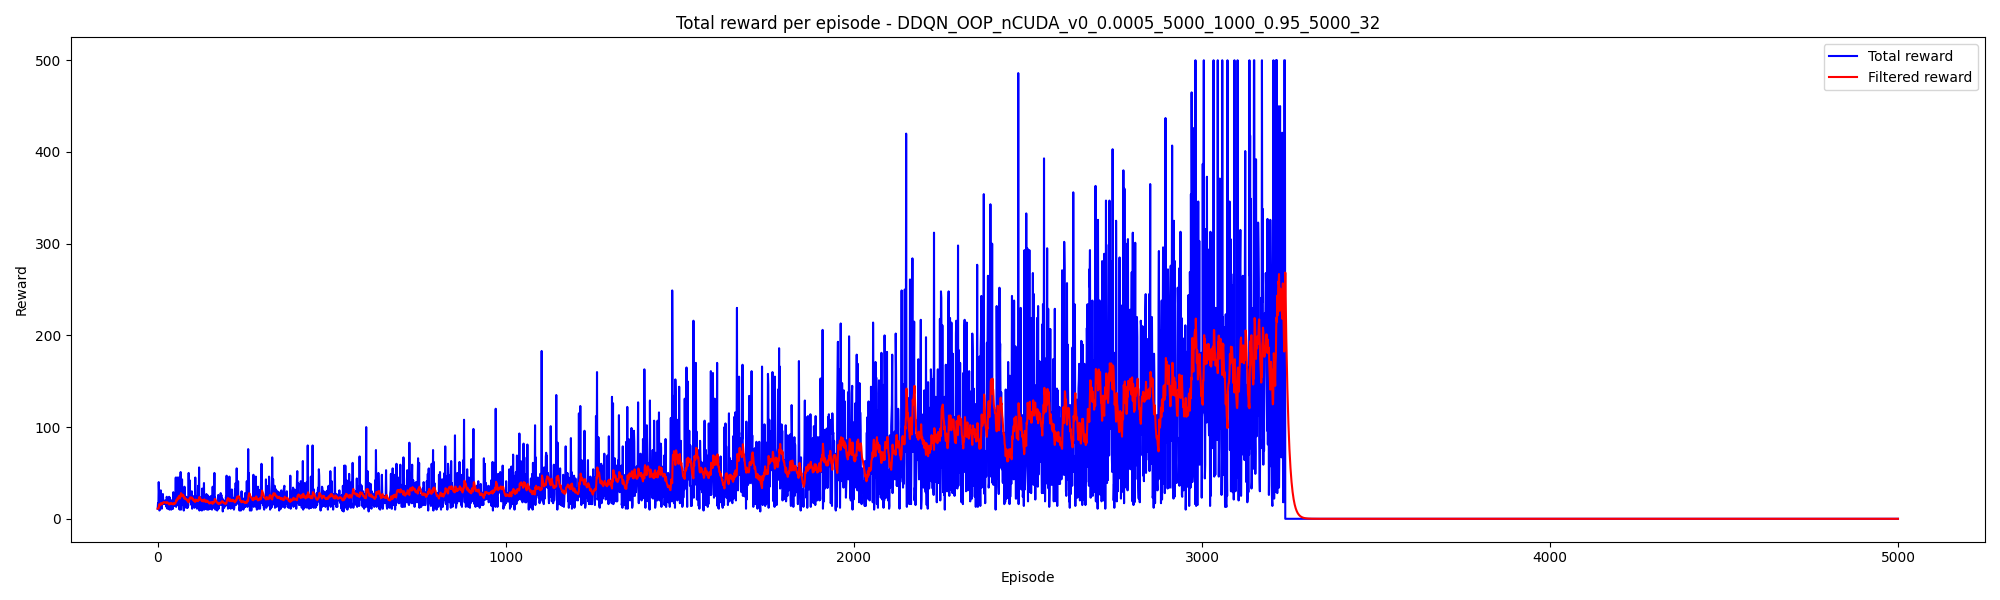 Total reward per episode - DDQN_OOP_nCUDA_v0_0.0005_5000_1000_0.95_5000_32
Total reward
Filtered reward
500
400
300
200
100
0
Reward
0 1000 2000 3000 4000 5000
Episode